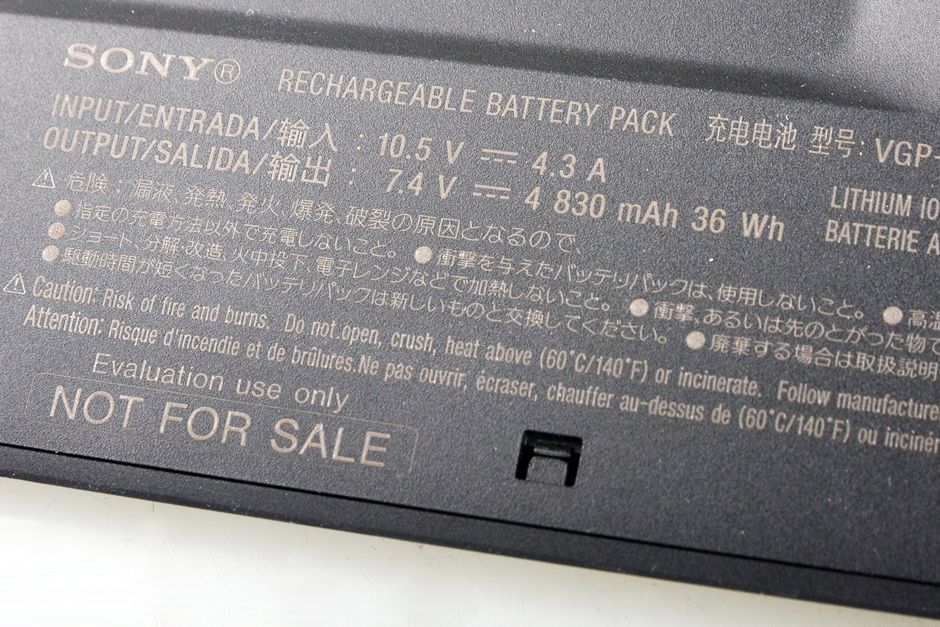 SONY® RECHARGEABLE BATTERY PACK 充电电池 型号: VGP-
INPUT/ENTRADA/输入 : 10.5 V ⎓ 4.3 A
OUTPUT/SALIDA/输出 : 7.4 V ⎓ 4 830 mAh 36 Wh
LITHIUM IO
BATTERIE A
⚠ 危険 : 漏液、発熱、発火、爆発、破裂の原因となるので、
●指定の充電方法以外で充電しないこと。 ●衝撃を与えたバッテリパックは、使用しないこと。 ●高温
●ショート、分解・改造、火中投下、電子レンジなどで加熱しないこと。 ●衝撃、あるいは先のとがった物で
●駆動時間が短くなったバッテリパックは新しいものと交換してください。 ●廃棄する場合は取扱説明
⚠ Caution: Risk of fire and burns. Do not open, crush, heat above (60°C/140°F) or incinerate. Follow manufacture
Attention: Risque d'incendie et de brûlures. Ne pas ouvrir, écraser, chauffer au-dessus de (60°C/140°F) ou incinér
Evaluation use only
NOT FOR SALE